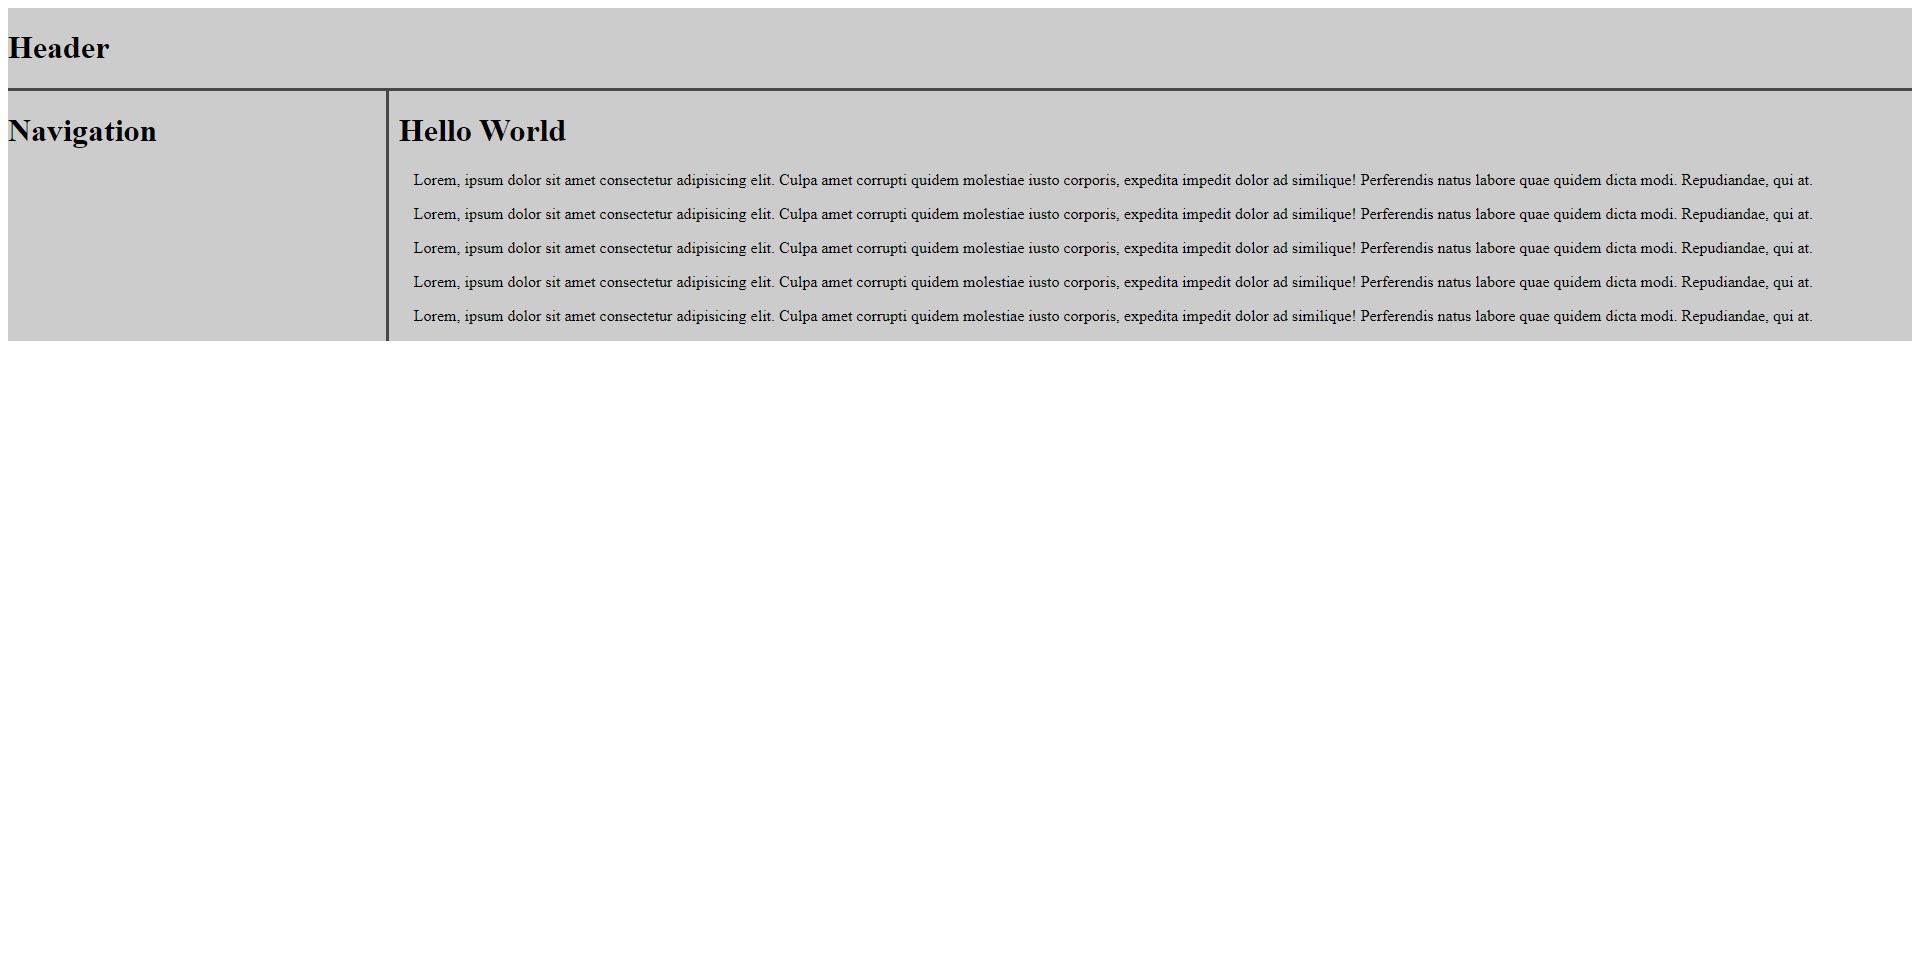 Header
Navigation
Hello World
Lorem, ipsum dolor sit amet consectetur adipisicing elit. Culpa amet corrupti quidem molestiae iusto corporis, expedita impedit dolor ad similique! Perferendis natus labore quae quidem dicta modi. Repudiandae, qui at.
Lorem, ipsum dolor sit amet consectetur adipisicing elit. Culpa amet corrupti quidem molestiae iusto corporis, expedita impedit dolor ad similique! Perferendis natus labore quae quidem dicta modi. Repudiandae, qui at.
Lorem, ipsum dolor sit amet consectetur adipisicing elit. Culpa amet corrupti quidem molestiae iusto corporis, expedita impedit dolor ad similique! Perferendis natus labore quae quidem dicta modi. Repudiandae, qui at.
Lorem, ipsum dolor sit amet consectetur adipisicing elit. Culpa amet corrupti quidem molestiae iusto corporis, expedita impedit dolor ad similique! Perferendis natus labore quae quidem dicta modi. Repudiandae, qui at.
Lorem, ipsum dolor sit amet consectetur adipisicing elit. Culpa amet corrupti quidem molestiae iusto corporis, expedita impedit dolor ad similique! Perferendis natus labore quae quidem dicta modi. Repudiandae, qui at.